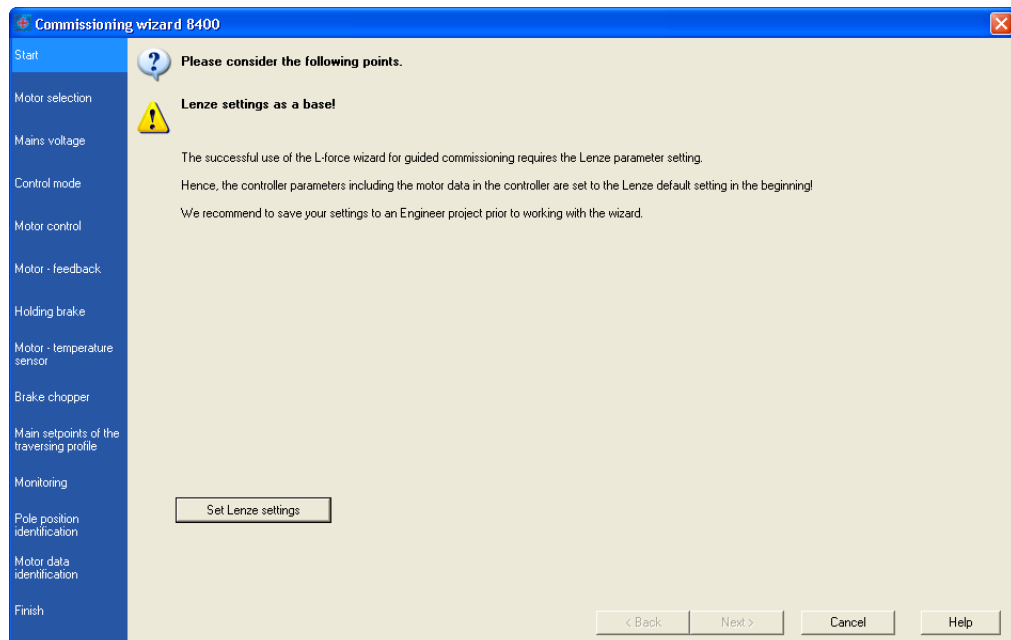 Commissioning wizard 8400
Start
Motor selection
Mains voltage
Control mode
Motor control
Motor - feedback
Holding brake
Motor - temperature
sensor
Brake chopper
Main setpoints of the
traversing profile
Monitoring
Pole position
identification
Motor data
identification
Finish
Please consider the following points.
Lenze settings as a base!
The successful use of the L-force wizard for guided commissioning requires the Lenze parameter setting.
Hence, the controller parameters including the motor data in the controller are set to the Lenze default setting in the beginning!
We recommend to save your settings to an Engineer project prior to working with the wizard.
Set Lenze settings
< Back
Next >
Cancel
Help